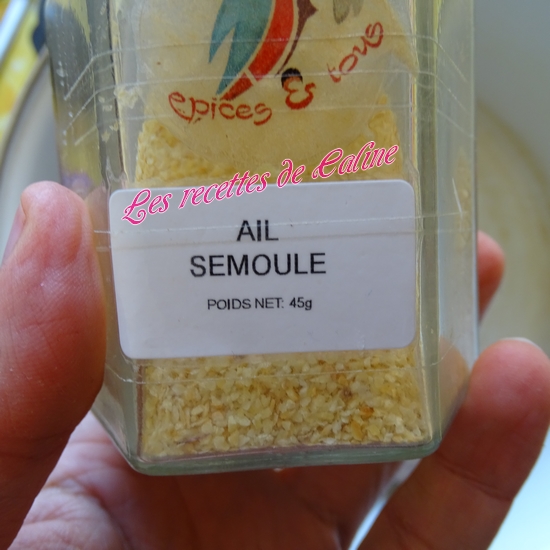 epices & tous
Les recettes de Caline
AIL
SEMOULE
POIDS NET: 45g